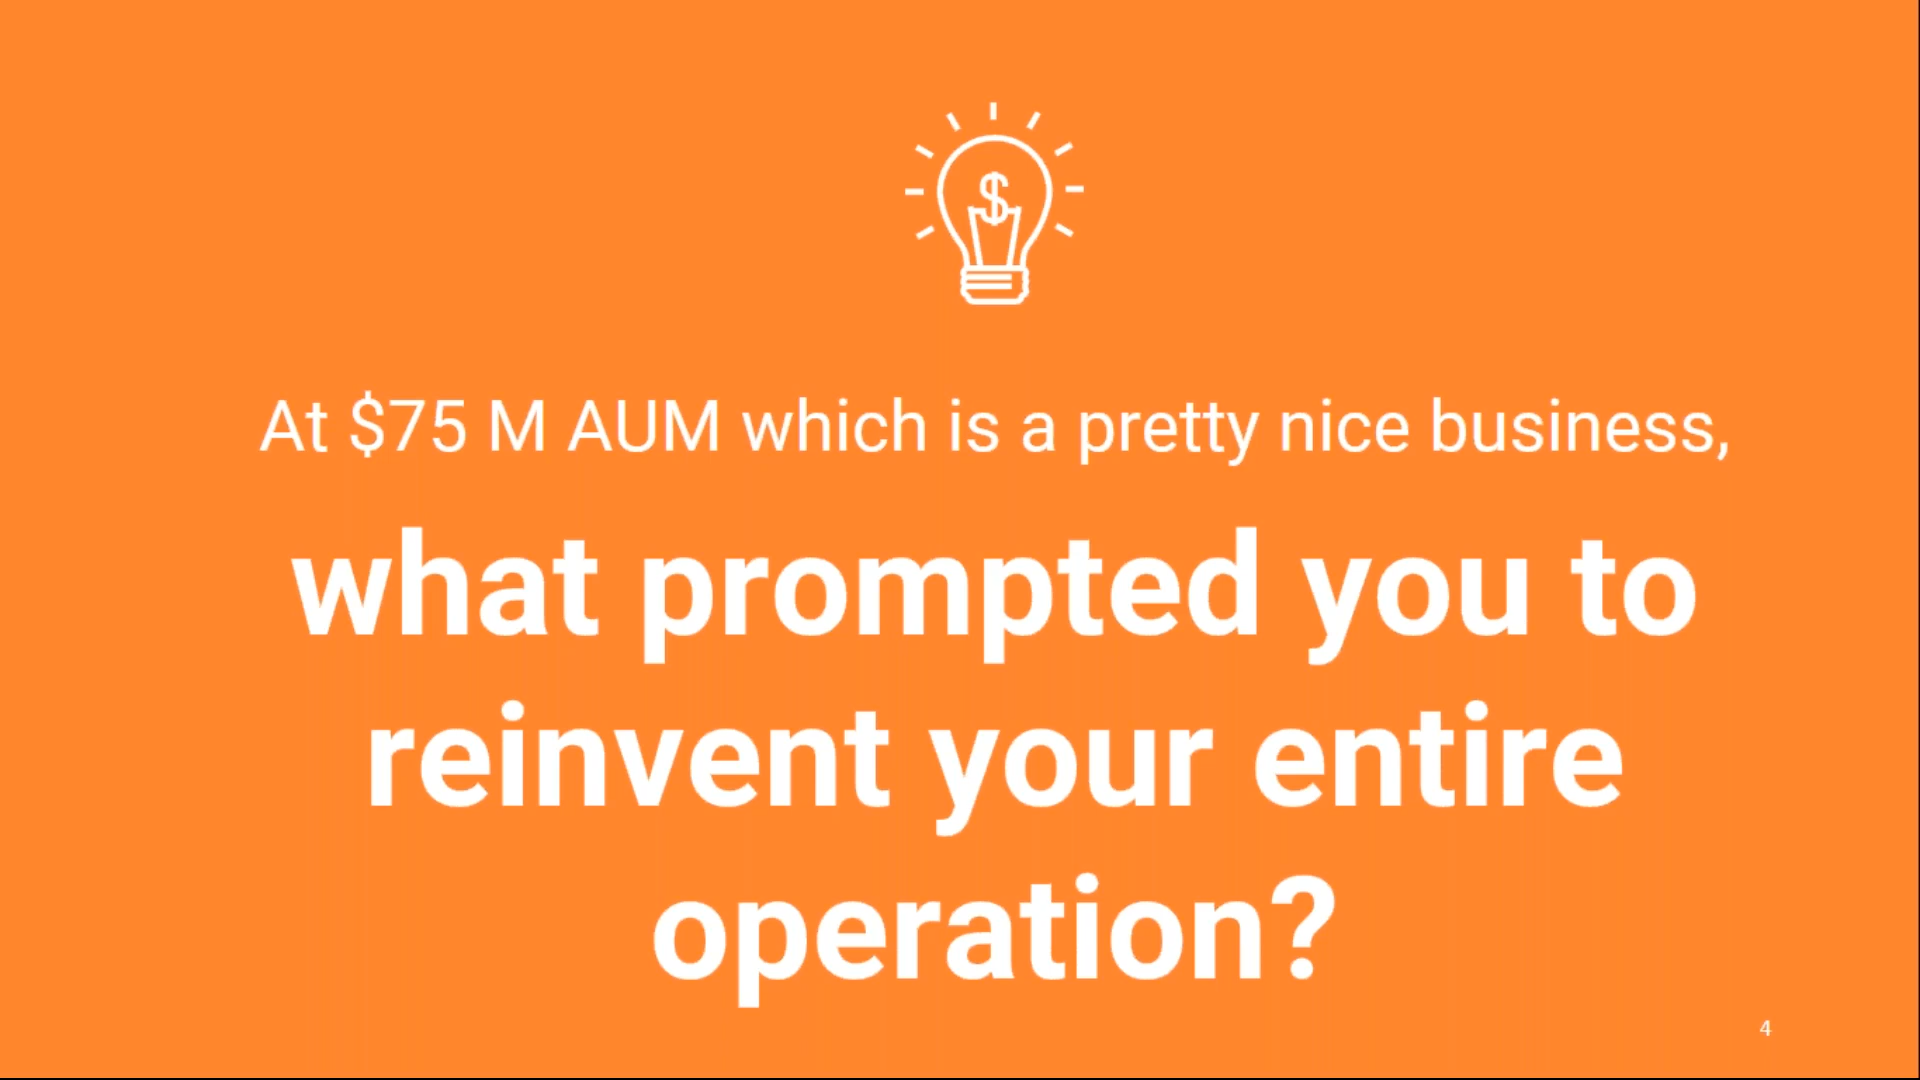 $
At $75 M AUM which is a pretty nice business,
what prompted you to
reinvent your entire
operation?
4